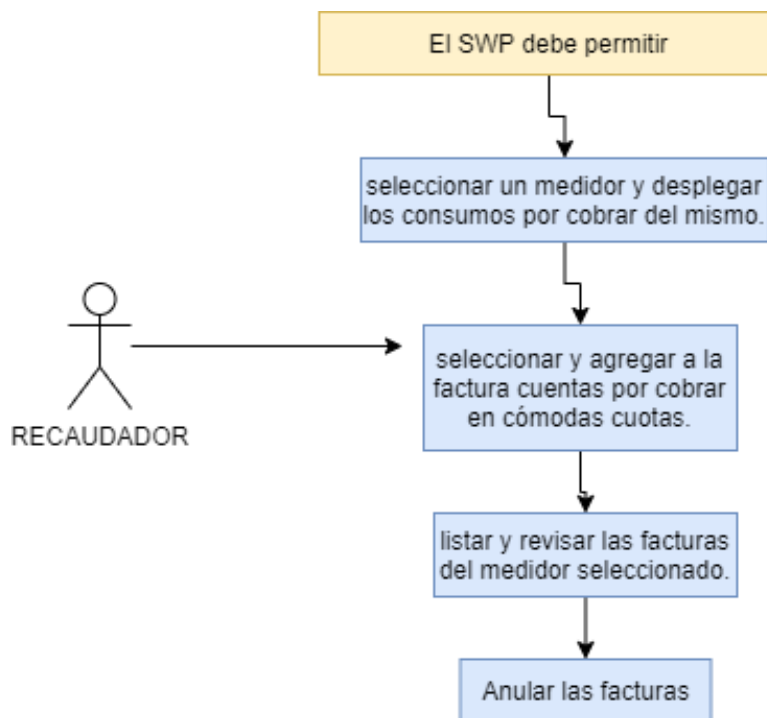 El SWP debe permitir
seleccionar un medidor y desplegar
los consumos por cobrar del mismo.
seleccionar y agregar a la
factura cuentas por cobrar
en cómodas cuotas.
RECAUDADOR
listar y revisar las facturas
del medidor seleccionado.
Anular las facturas